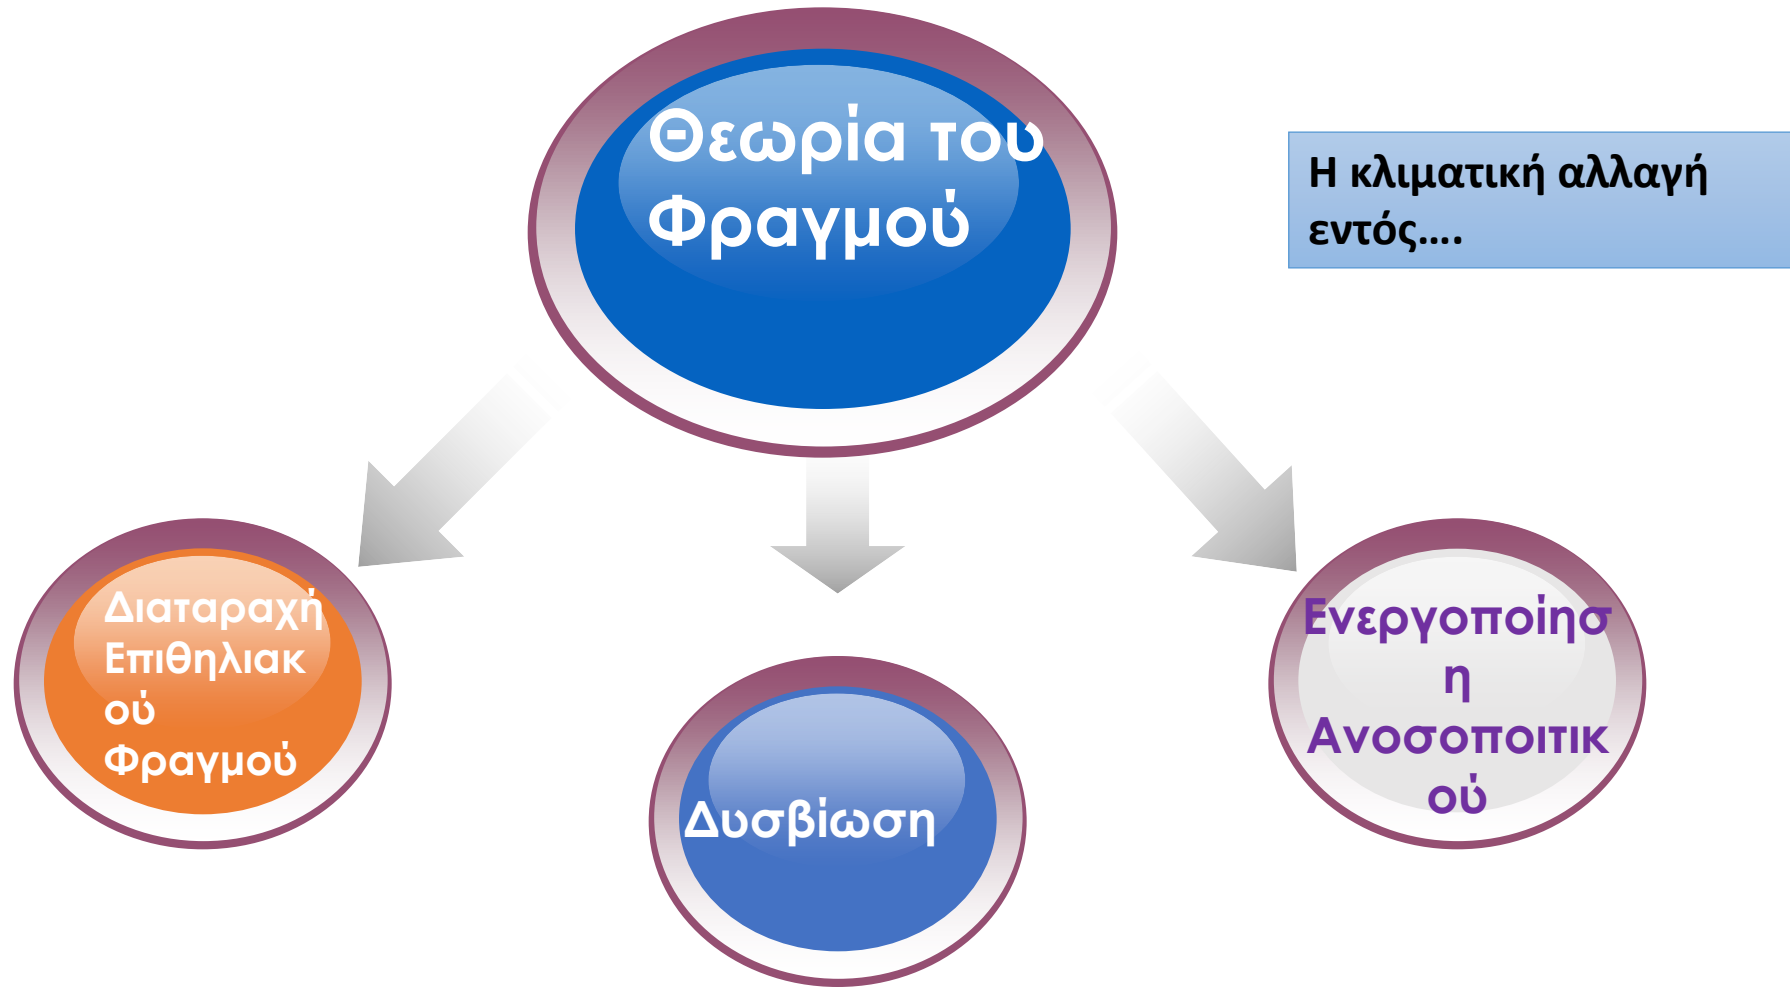 Θεωρία του
Φραγμού
Η κλιματική αλλαγή
εντός....
Διαταραχή
Επιθηλιακ
ού
Φραγμού
Δυσβίωση
Ενεργοποίησ
η
Ανοσοποιτικ
ού